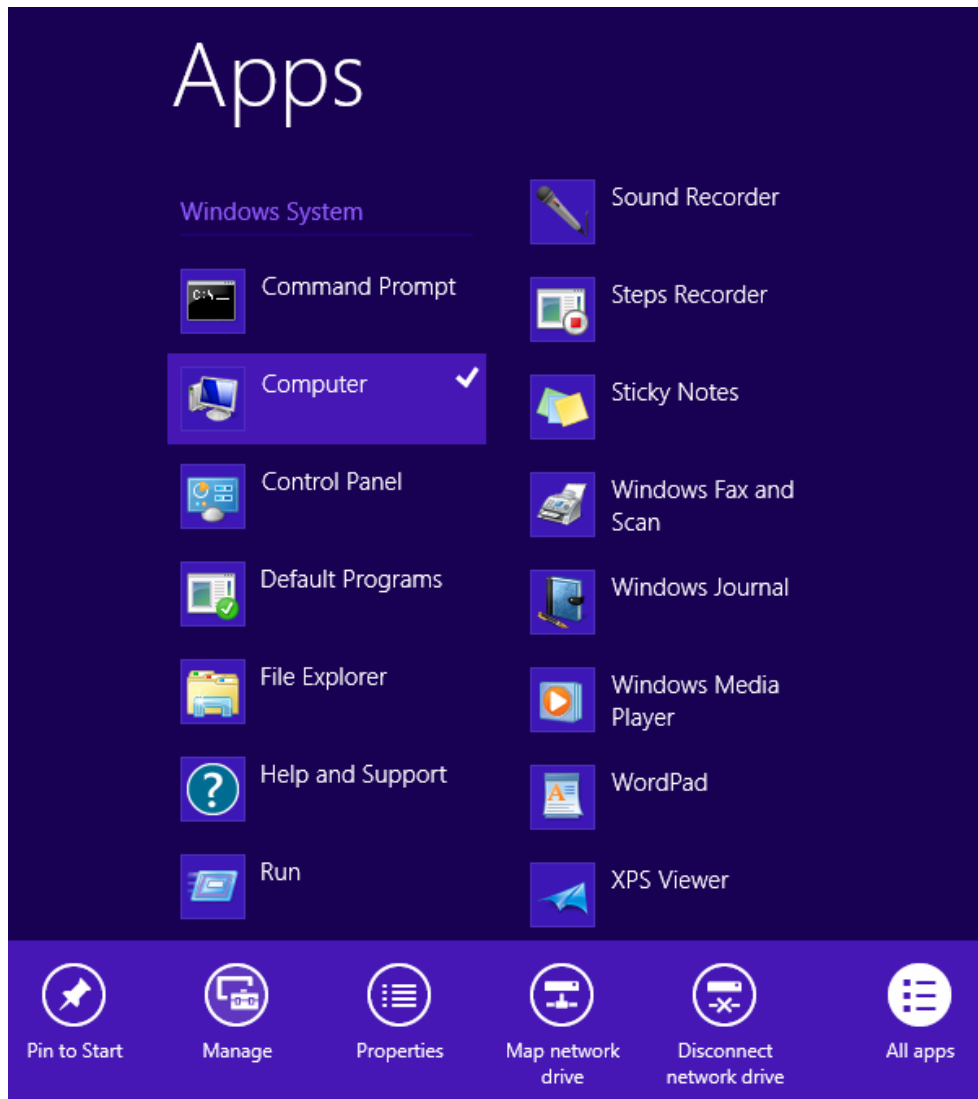 Apps
Windows System
C:\_
Command Prompt
Computer
Control Panel
Default Programs
File Explorer
Help and Support
Run
Sound Recorder
Steps Recorder
Sticky Notes
Windows Fax and
Scan
Windows Journal
Windows Media
Player
WordPad
XPS Viewer
Pin to Start
Manage
Properties
Map network
drive
Disconnect
network drive
All apps